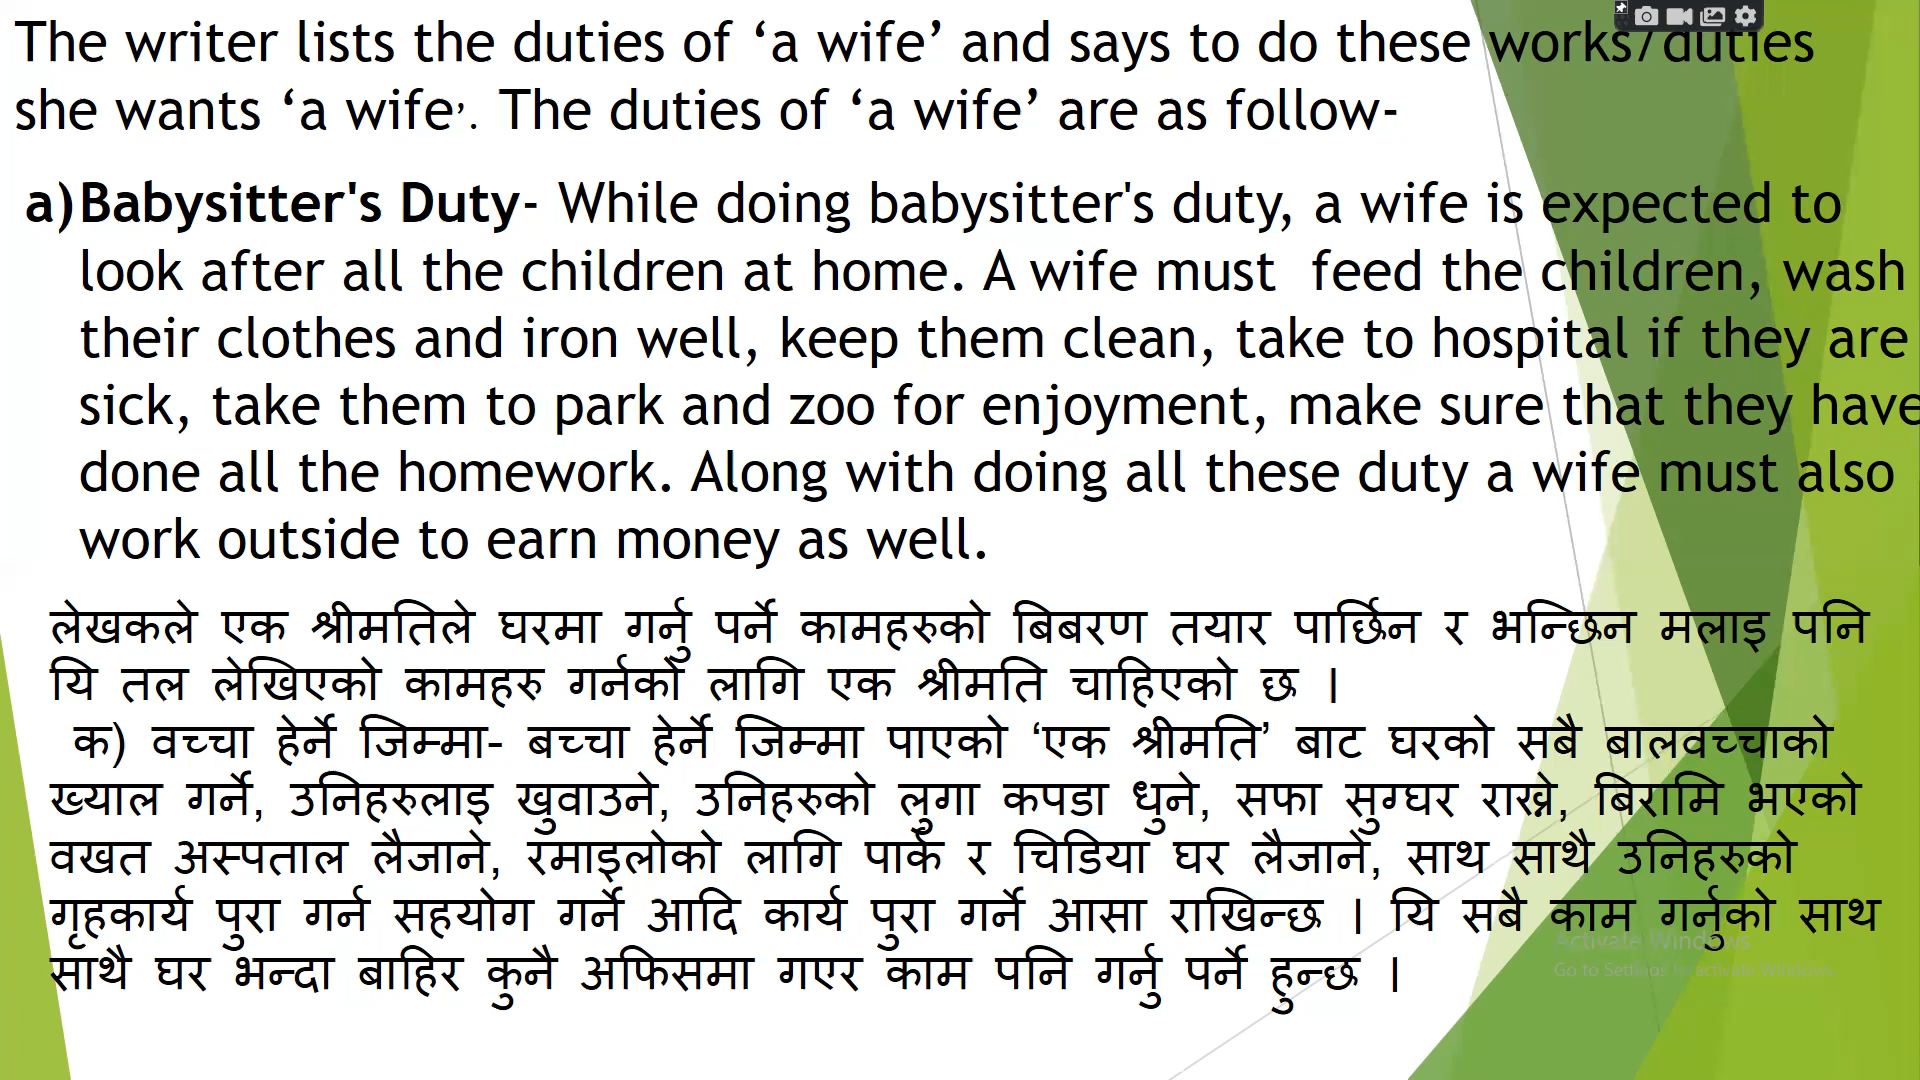 The writer lists the duties of ‘a wife’ and says to do these works/duties
she wants ‘a wife’. The duties of ‘a wife’ are as follow-
a) Babysitter's Duty- While doing babysitter's duty, a wife is expected to
look after all the children at home. A wife must feed the children, wash
their clothes and iron well, keep them clean, take to hospital if they are
sick, take them to park and zoo for enjoyment, make sure that they have
done all the homework. Along with doing all these duty a wife must also
work outside to earn money as well.
लेखकले एक श्रीमतिले घरमा गर्नु पर्ने कामहरुको बिबरण तयार पार्छिन र भन्छिन मलाइ पनि
यि तल लेखिएको कामहरु गर्नको लागि एक श्रीमति चाहिएको छ ।
क) वच्चा हेर्ने जिम्मा- बच्चा हेर्ने जिम्मा पाएको ‘एक श्रीमति’ बाट घरको सबै बालवच्चाको
ख्याल गर्ने, उनिहरुलाइ खुवाउने, उनिहरुको लुगा कपडा धुने, सफा सुग्घर राख्ने, बिरामि भएको
वखत अस्पताल लैजाने, रमाइलोको लागि पार्क र चिडिया घर लैजाने, साथ साथै उनिहरुको
गृहकार्य पुरा गर्न सहयोग गर्ने आदि कार्य पुरा गर्ने आसा राखिन्छ । यि सबै काम गर्नुको साथ
साथै घर भन्दा बाहिर कुनै अफिसमा गएर काम पनि गर्नु पर्ने हुन्छ ।
Activate Windows
Go to Settings to activate Windows.